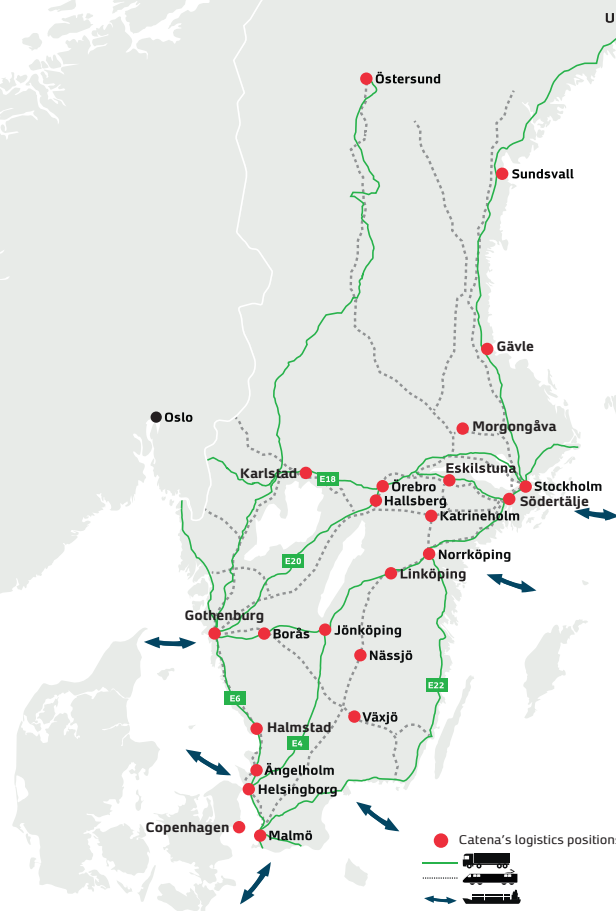 U
Östersund
Sundsvall
Gävle
Oslo
Morgongåva
Eskilstuna
Karlstad
E18
Örebro
Stockholm
Hallsberg
Södertälje
Katrineholm
Norrköping
E20
Linköping
Gothenburg
Borås
Jönköping
Nässjö
E22
E6
Växjö
Halmstad
E4
Ängelholm
Helsingborg
Copenhagen
Malmö
Catena's logistics positions